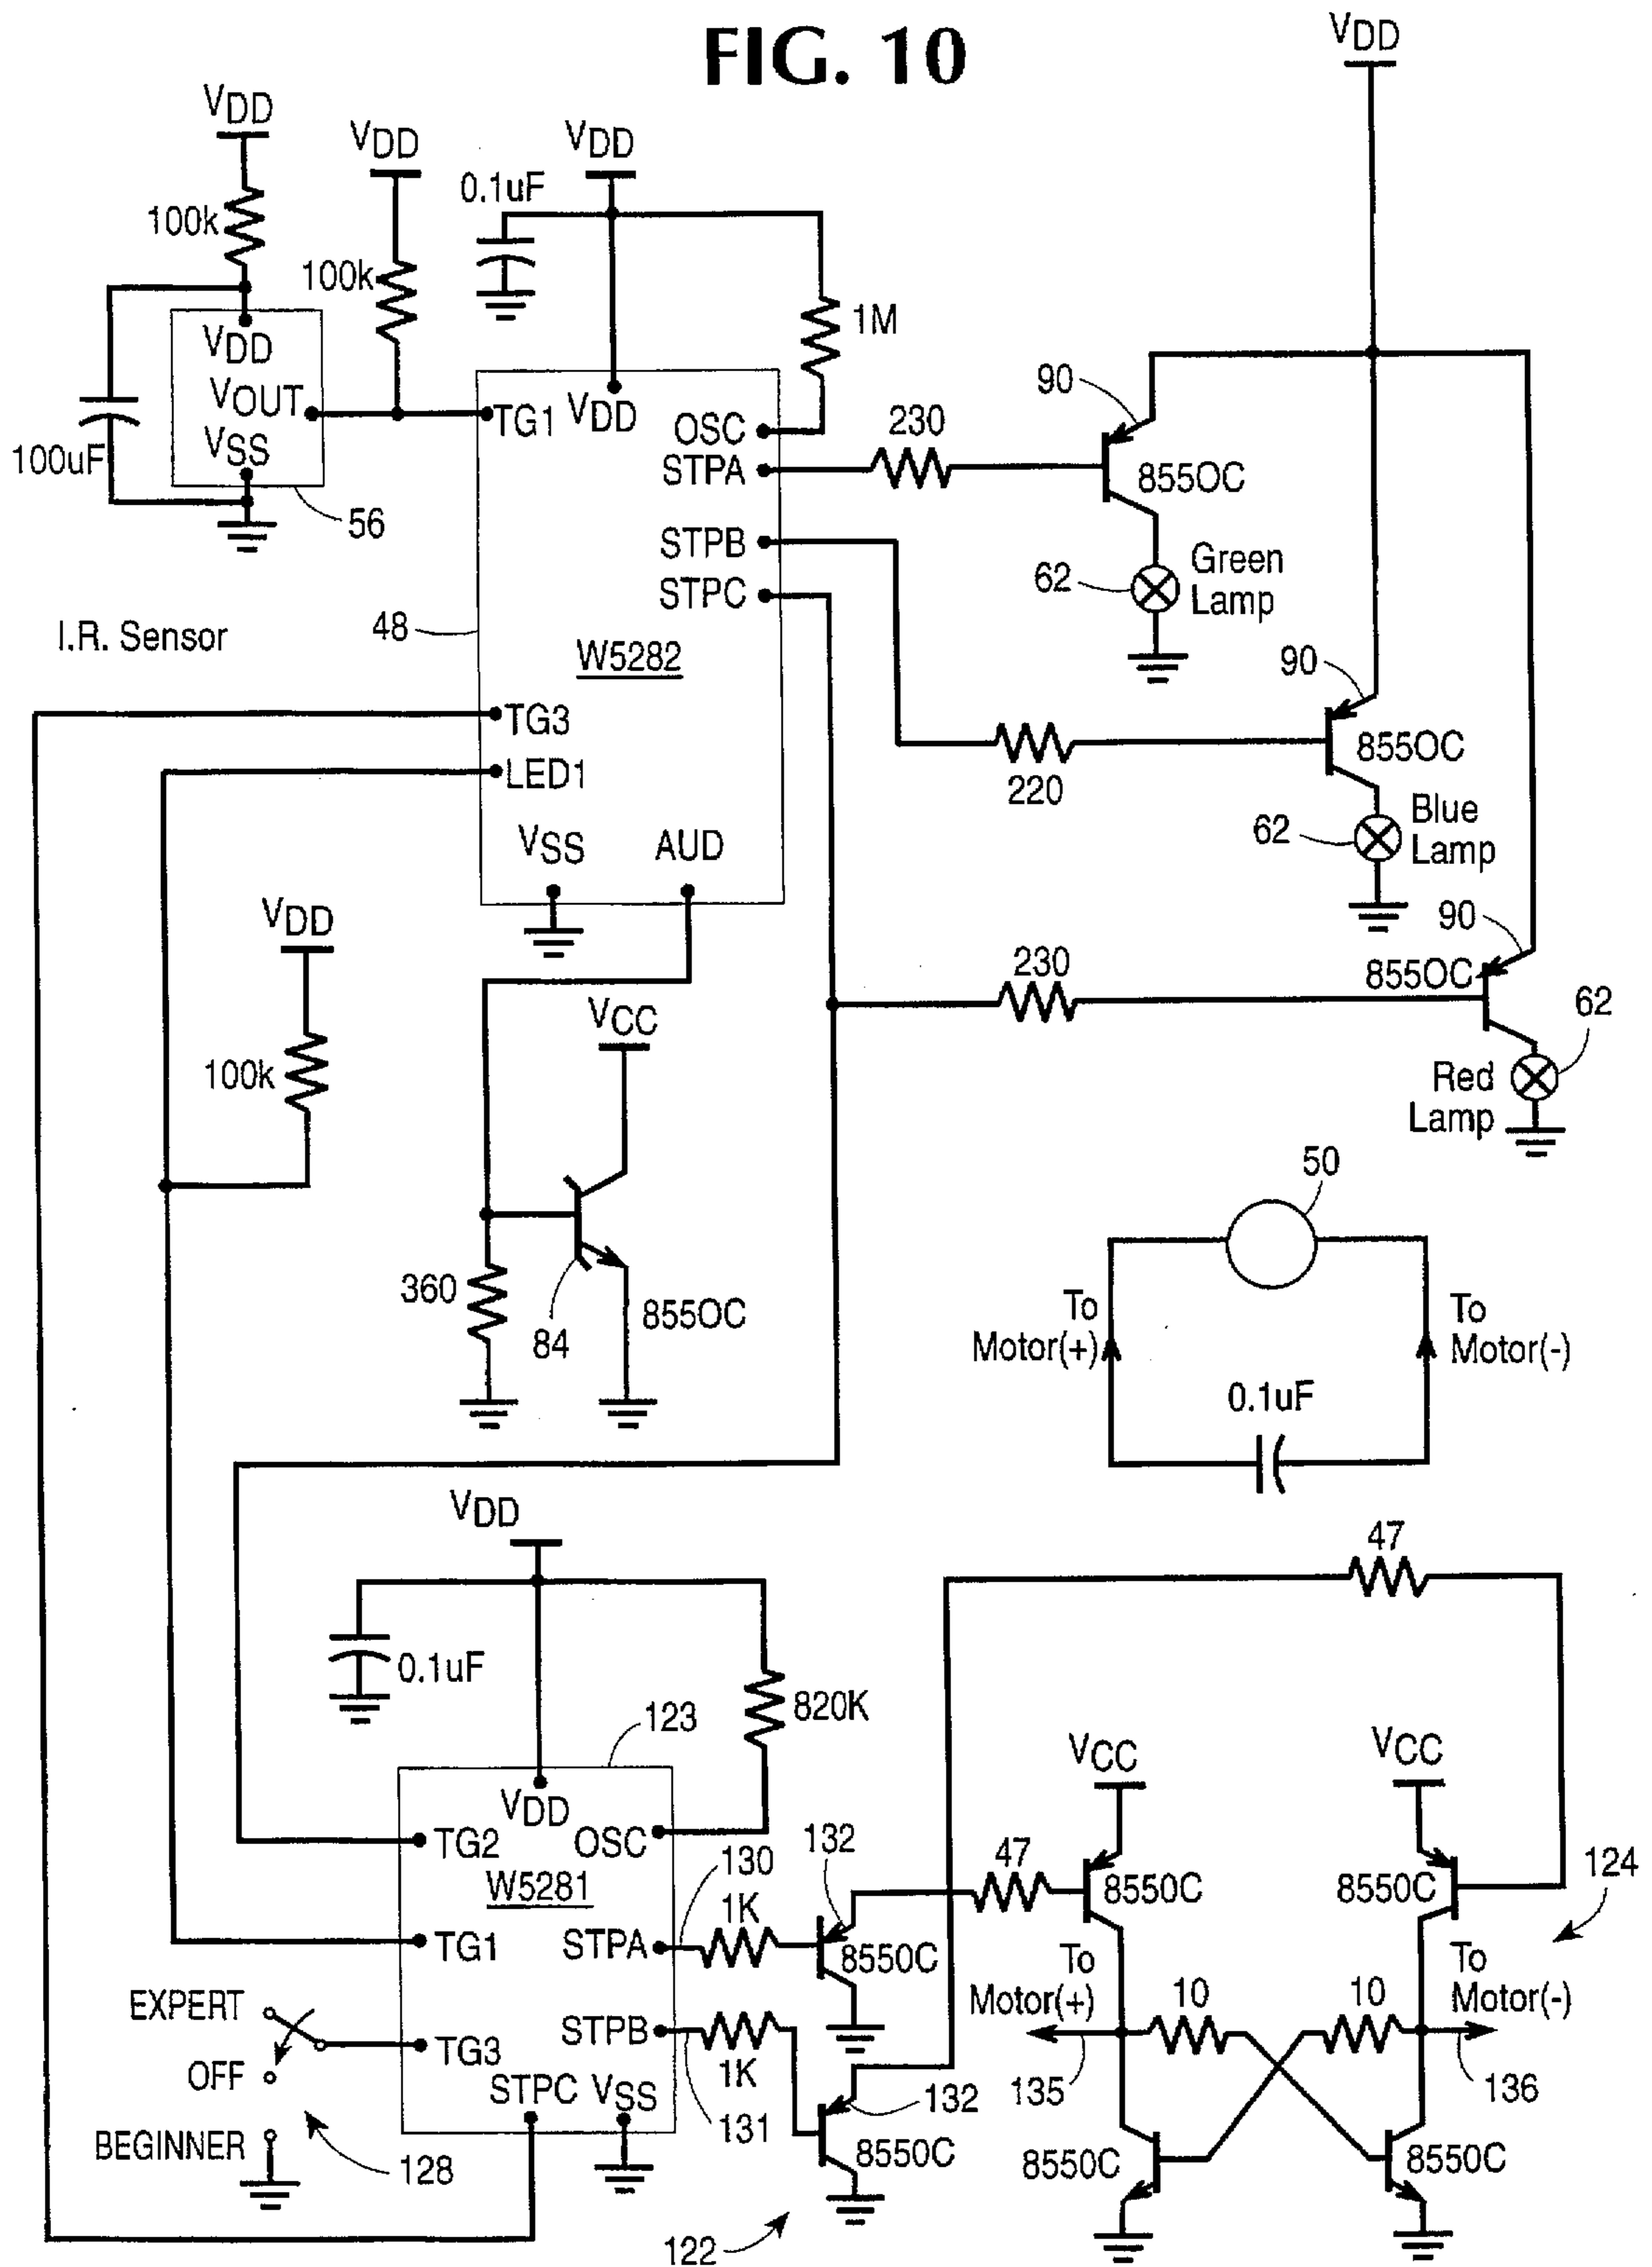 FIG. 10
VDD
VDD
VDD
VDD
0.1uF
100k
100k
1M
VDD
VOUT
VSS
100uF
56
TG1
VDD
OSC
STPA
STPB
STPC
230
90
855OC
62
Green
Lamp
I.R. Sensor
48
W5282
TG3
LED1
VSS
AUD
220
90
855OC
62
Blue
Lamp
VDD
100k
230
90
855OC
62
Red
Lamp
VCC
360
84
855OC
50
To
Motor(+)
To
Motor(-)
0.1uF
VDD
0.1uF
820K
123
47
VDD
TG2
OSC
W5281
TG1
STPA
STPB
TG3
STPC
VSS
130
1K
132
8550C
47
VCC
8550C
VCC
8550C
124
EXPERT
OFF
BEGINNER
128
1K
131
132
8550C
122
To
Motor(+)
10
10
To
Motor(-)
135
136
8550C
8550C